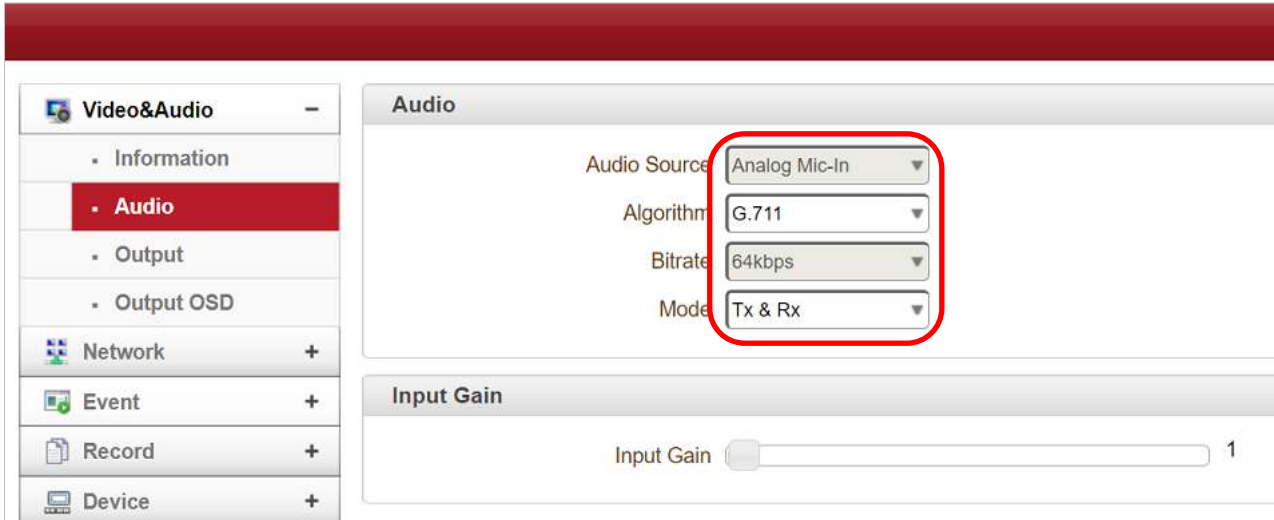 Video&Audio
-
Information
Audio
Output
Output OSD
Network
+
Event
+
Record
+
Device
+
Audio
Audio Source Analog Mic-In
Algorithm G.711
Bitrate 64kbps
Mode Tx & Rx
Input Gain
Input Gain 1